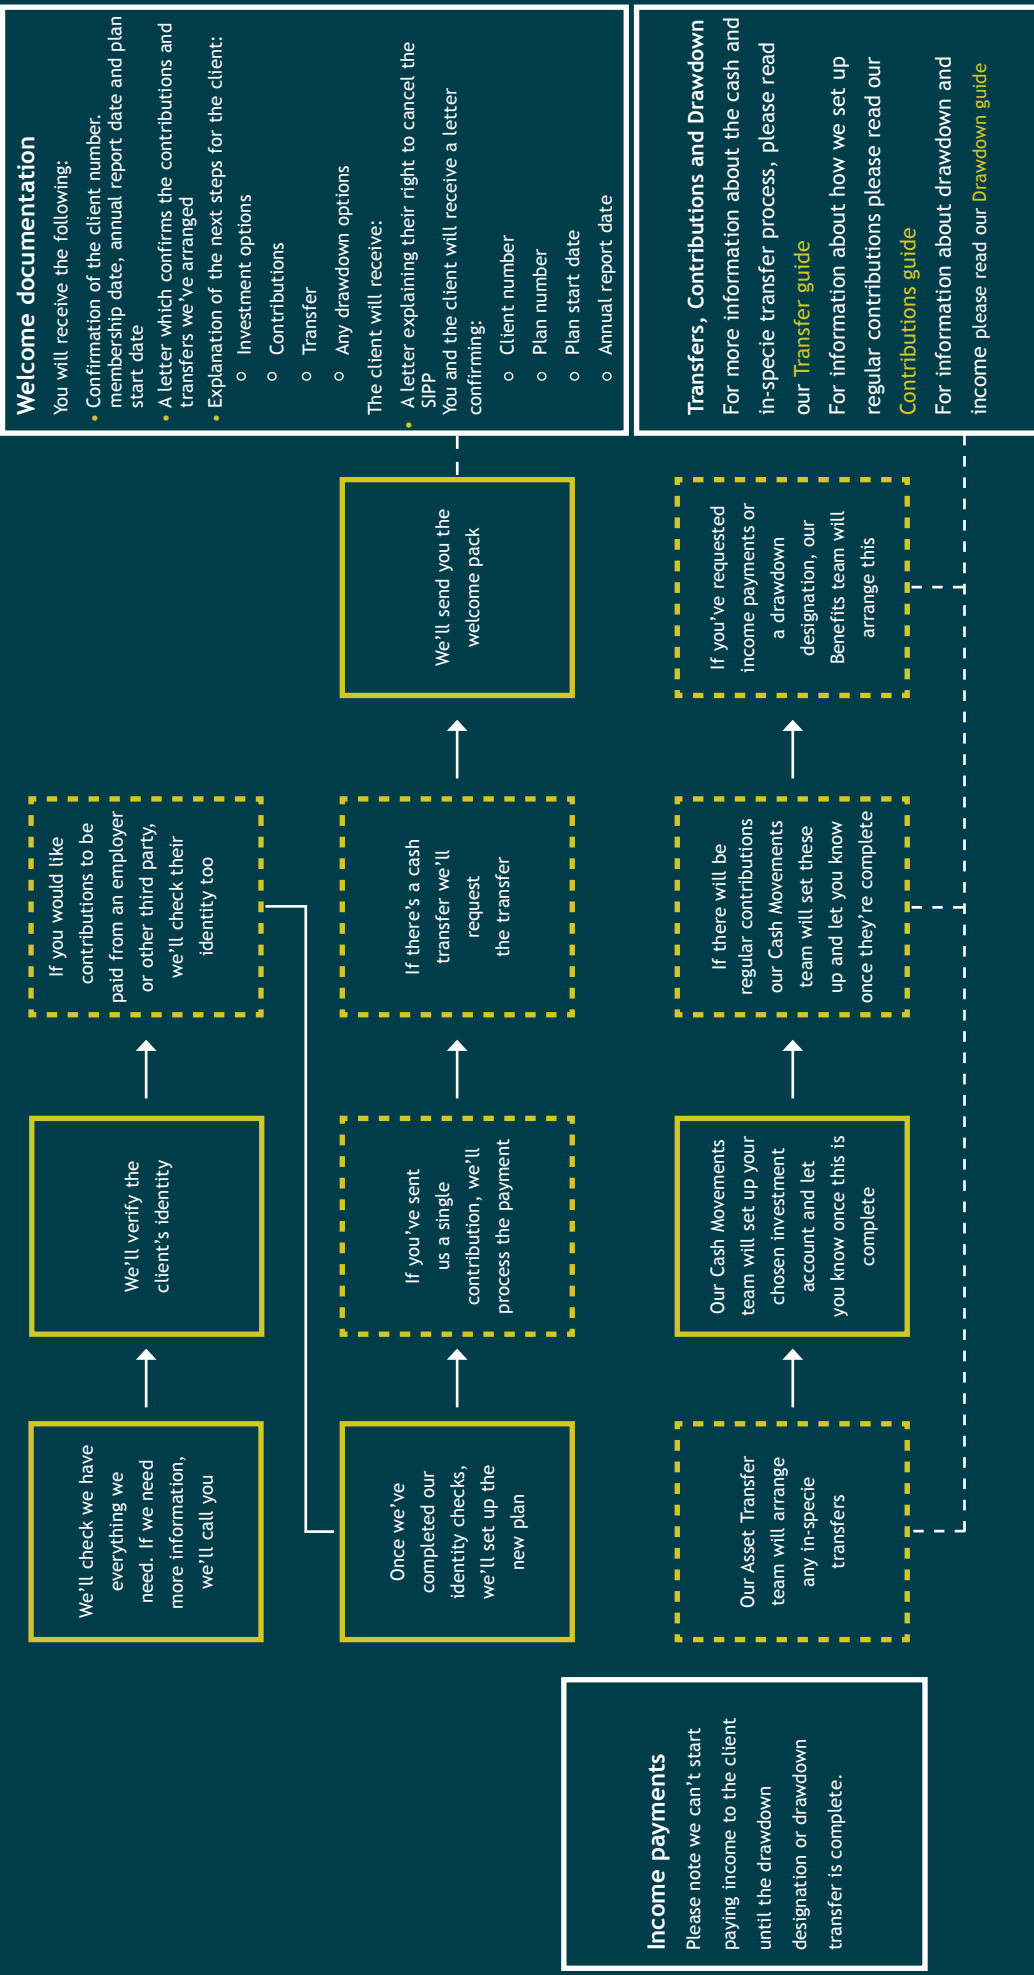 We'll check we have
everything we
need. If we need
more information,
we'll call you
We'll verify the
client's identity
If you would like
contributions to be
paid from an employer
or other third party,
we'll check their
identity too
Once we've
completed our
identity checks,
we'll set up the
new plan
If you've sent
us a single
contribution, we'll
process the payment
If there's a cash
transfer we'll
request
the transfer
We'll send you the
welcome pack
Welcome documentation
You will receive the following:
• Confirmation of the client number.
membership date, annual report date and plan
start date
• A letter which confirms the contributions and
transfers we've arranged
• Explanation of the next steps for the client:
o Investment options
o Contributions
o Transfer
o Any drawdown options
The client will receive:
• A letter explaining their right to cancel the
SIPP
You and the client will receive a letter
confirming:
o Client number
o Plan number
o Plan start date
o Annual report date
Income payments
Please note we can't start
paying income to the client
until the drawdown
designation or drawdown
transfer is complete.
Our Asset Transfer
team will arrange
any in-specie
transfers
Our Cash Movements
team will set up your
chosen investment
account and let
you know once this is
complete
If there will be
regular contributions
our Cash Movements
team will set these
up and let you know
once they're complete
If you've requested
income payments or
a drawdown
designation, our
Benefits team will
arrange this
Transfers, Contributions and Drawdown
For more information about the cash and
in-specie transfer process, please read
our Transfer guide
For information about how we set up
regular contributions please read our
Contributions guide
For information about drawdown and
income please read our Drawdown guide